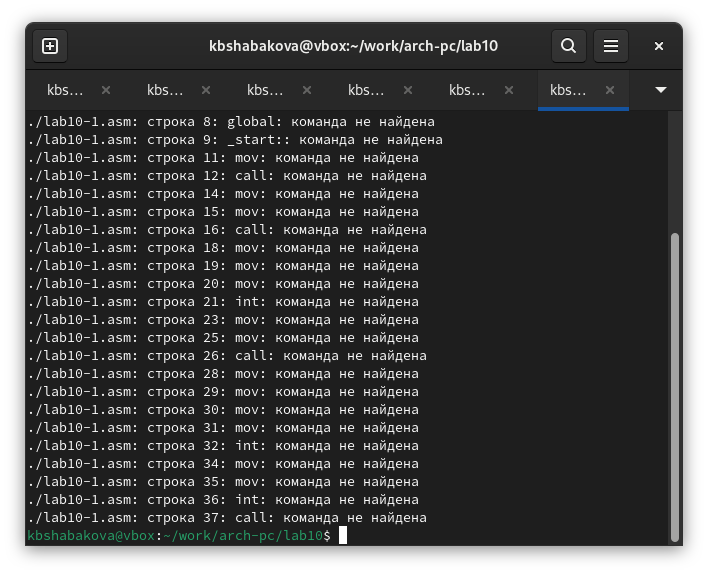 kbshabakova@vbox:~/work/arch-pc/lab10
kbs... kbs... kbs... kbs... kbs... kbs...
./lab10-1.asm: строка 8: global: команда не найдена
./lab10-1.asm: строка 9: _start:: команда не найдена
./lab10-1.asm: строка 11: mov: команда не найдена
./lab10-1.asm: строка 12: call: команда не найдена
./lab10-1.asm: строка 14: mov: команда не найдена
./lab10-1.asm: строка 15: mov: команда не найдена
./lab10-1.asm: строка 16: call: команда не найдена
./lab10-1.asm: строка 18: mov: команда не найдена
./lab10-1.asm: строка 19: mov: команда не найдена
./lab10-1.asm: строка 20: mov: команда не найдена
./lab10-1.asm: строка 21: int: команда не найдена
./lab10-1.asm: строка 23: mov: команда не найдена
./lab10-1.asm: строка 25: mov: команда не найдена
./lab10-1.asm: строка 26: call: команда не найдена
./lab10-1.asm: строка 28: mov: команда не найдена
./lab10-1.asm: строка 29: mov: команда не найдена
./lab10-1.asm: строка 30: mov: команда не найдена
./lab10-1.asm: строка 31: mov: команда не найдена
./lab10-1.asm: строка 32: int: команда не найдена
./lab10-1.asm: строка 34: mov: команда не найдена
./lab10-1.asm: строка 35: mov: команда не найдена
./lab10-1.asm: строка 36: int: команда не найдена
./lab10-1.asm: строка 37: call: команда не найдена
kbshabakova@vbox:~/work/arch-pc/lab10$